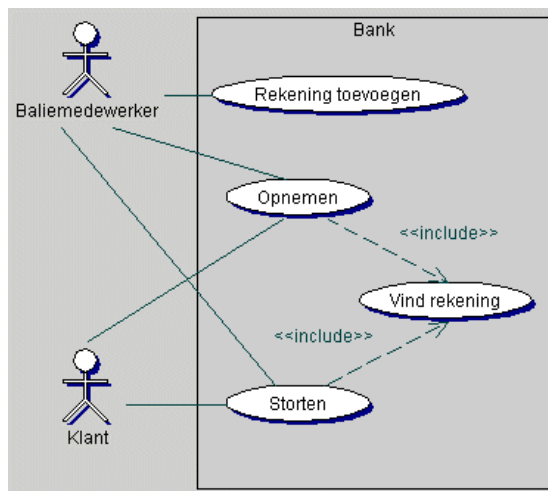 Bank
Baliemedewerker
Rekening toevoegen
Opnemen
<<include>>
Vind rekening
<<include>>
Storten
Klant